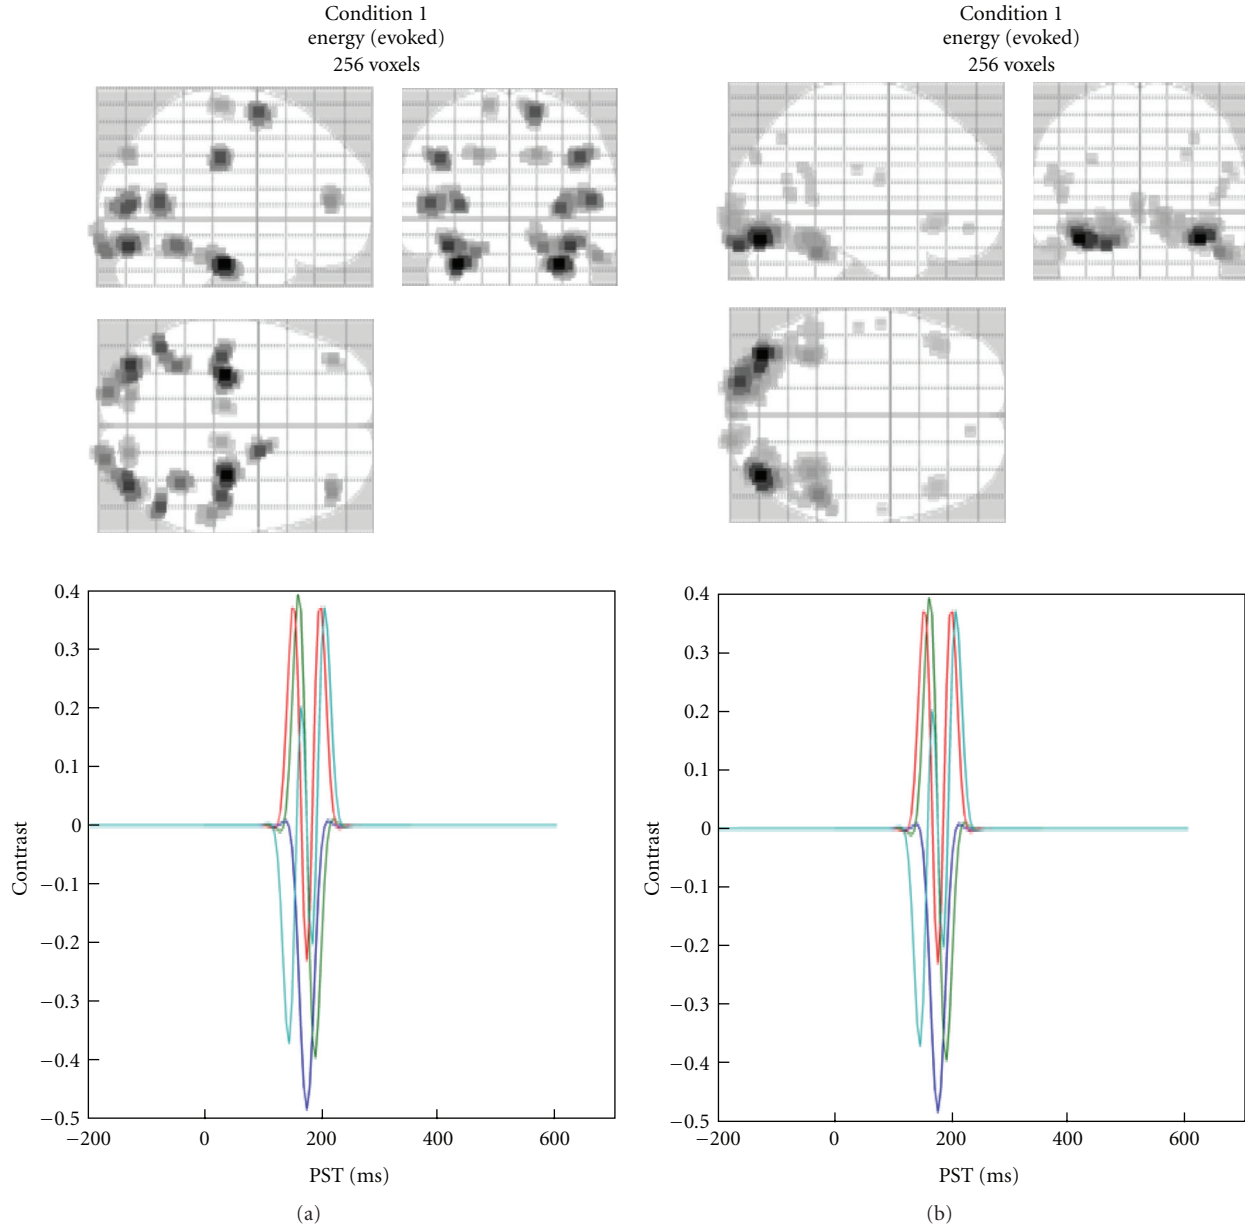 Condition 1
energy (evoked)
256 voxels
Condition 1
energy (evoked)
256 voxels
0.4
0.3
0.2
0.1
0
−0.1
−0.2
−0.3
−0.4
−0.5
Contrast
−200
0
200
400
600
PST (ms)
(a)
0.4
0.3
0.2
0.1
0
−0.1
−0.2
−0.3
−0.4
−0.5
Contrast
−200
0
200
400
600
PST (ms)
(b)